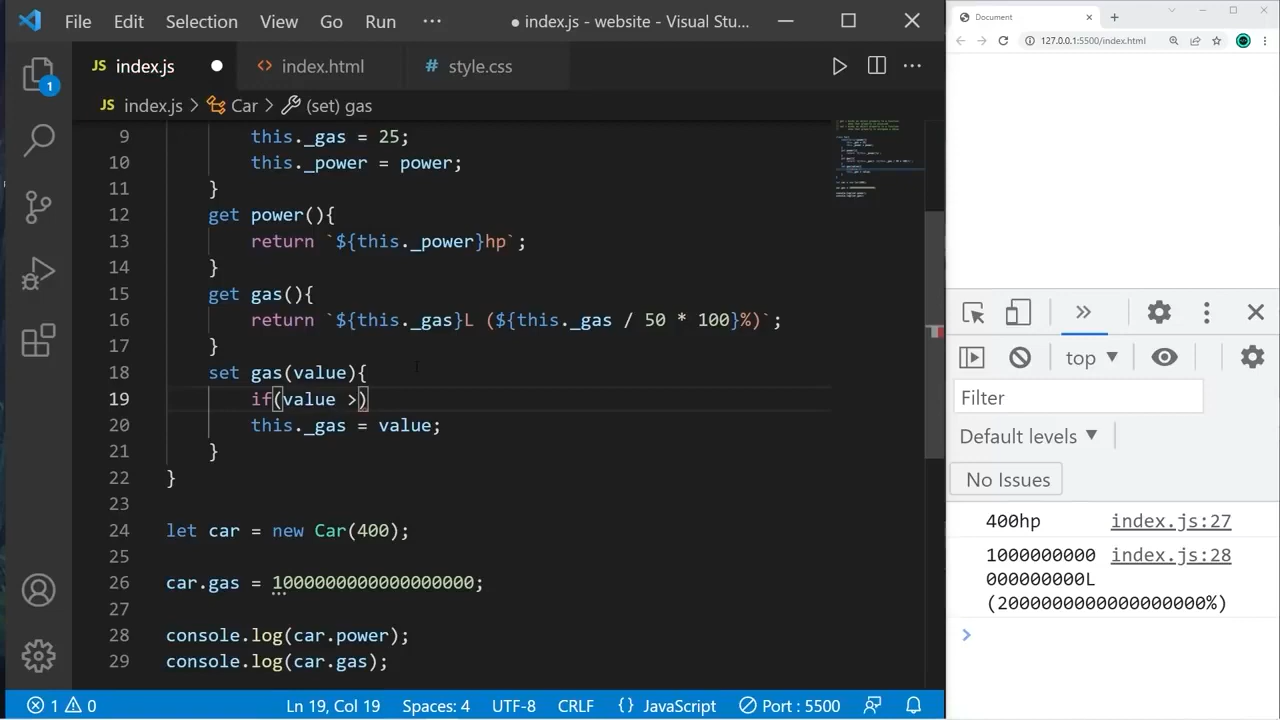 File Edit Selection View Go Run ··· ● index.js - website - Visual Stu...
JS index.js ● <> index.html # style.css
JS index.js > Car > (set) gas
9 this._gas = 25;
10 this._power = power;
11 }
12 get power(){
13 return `${this._power}hp`;
14 }
15 get gas(){
16 return `${this._gas}L (${this._gas / 50 * 100}%)`;
17 }
18 set gas(value){
19 if(value >)
20 this._gas = value;
21 }
22 }
23
24 let car = new Car(400);
25
26 car.gas = 1000000000000000000;
27
28 console.log(car.power);
29 console.log(car.gas);
1
1 0 Ln 19, Col 19 Spaces: 4 UTF-8 CRLF {} JavaScript Port : 5500
Document
127.0.0.1:5500/index.html
top
Filter
Default levels
No Issues
400hp index.js:27
1000000000 index.js:28
000000000L
(2000000000000000000%)
>